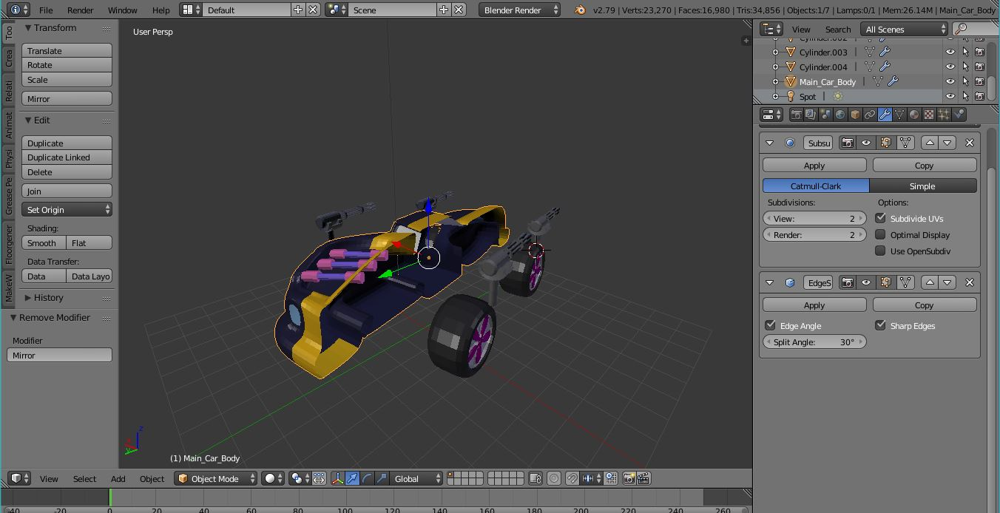 File Render Window Help Default Scene Blender Render v2.79 | Verts:23,270 | Faces:16,980 | Tris:34,856 | Objects:1/7 | Lamps:0/1 | Mem:26.14M | Main_Car_Body
Too
Crea
Relati
Animat
Physi
Grease Pe
Floorgener
MakeW
Transform
Translate
Rotate
Scale
Mirror
Edit
Duplicate
Duplicate Linked
Delete
Join
Set Origin
Shading:
Smooth Flat
Data Transfer:
Data Data Layo
History
Remove Modifier
Modifier
Mirror
User Persp
z
x
y
(1) Main_Car_Body
View Select Add Object Object Mode Global
-40 -20 0 20 40 60 80 100 120 140 160 180 200 220 240 260
View Search All Scenes
Cylinder.002
Cylinder.003
Cylinder.004
Main_Car_Body
Spot
Subsu
Apply Copy
Catmull-Clark Simple
Subdivisions: Options:
View: 2 Subdivide UVs
Render: 2 Optimal Display
Use OpenSubdiv
EdgeS
Apply Copy
Edge Angle Sharp Edges
Split Angle: 30°